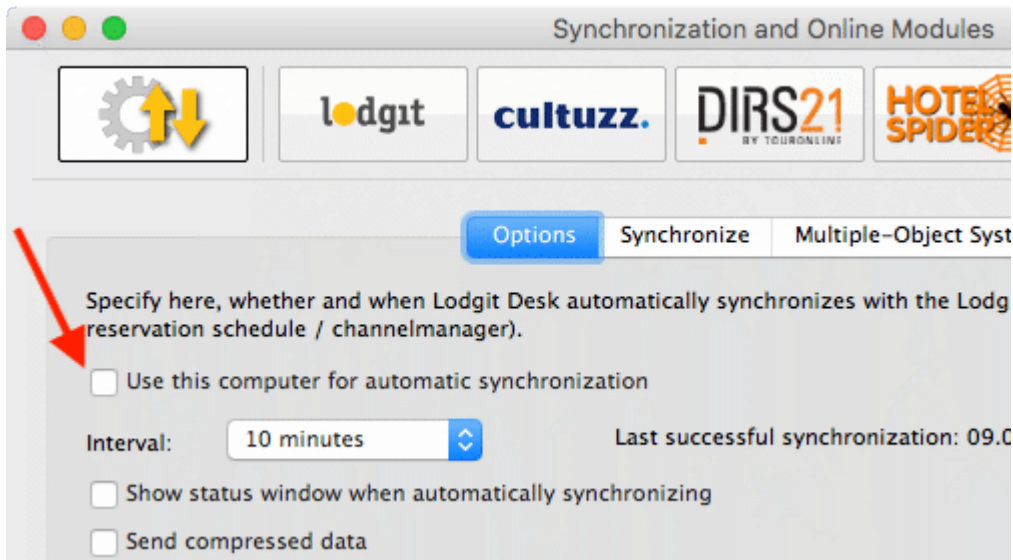 Synchronization and Online Modules
lodgit
cultuzz.
DIRS21
BY TOURONLINE
HOTEL
SPIDER
Options
Synchronize
Multiple-Object Syst
Specify here, whether and when Lodgit Desk automatically synchronizes with the Lodg
reservation schedule / channelmanager).
Use this computer for automatic synchronization
Interval: 10 minutes Last successful synchronization: 09.0
Show status window when automatically synchronizing
Send compressed data